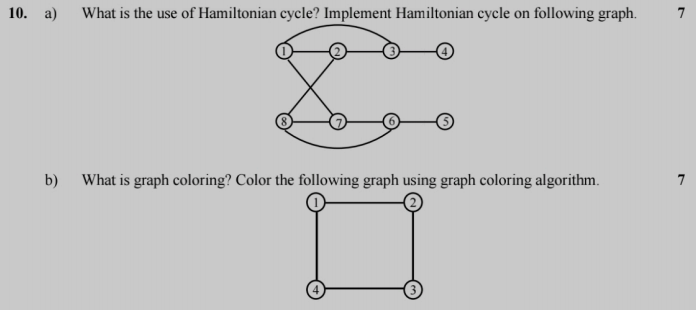 10. a) What is the use of Hamiltonian cycle? Implement Hamiltonian cycle on following graph. 7
1 2 3 4
8 7 6 5
b) What is graph coloring? Color the following graph using graph coloring algorithm. 7
1 2
4 3